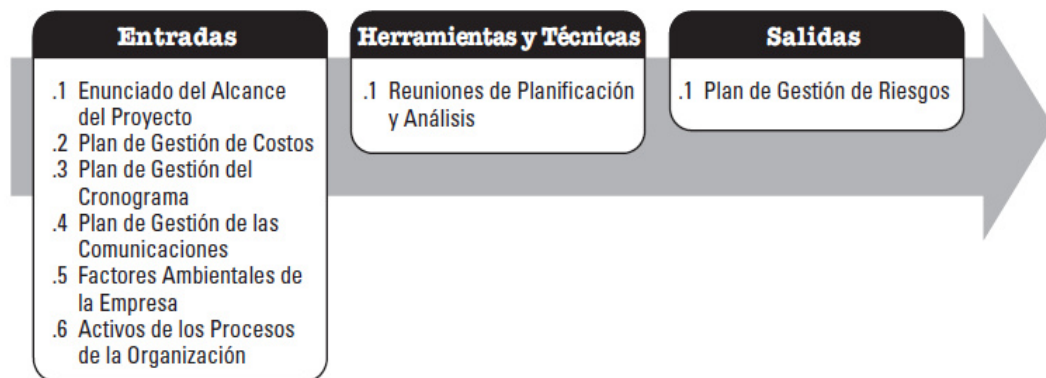 Entradas
.1 Enunciado del Alcance
del Proyecto
.2 Plan de Gestión de Costos
.3 Plan de Gestión del
Cronograma
.4 Plan de Gestión de las
Comunicaciones
.5 Factores Ambientales de
la Empresa
.6 Activos de los Procesos
de la Organización
Herramientas y Técnicas
.1 Reuniones de Planificación
y Análisis
Salidas
.1 Plan de Gestión de Riesgos